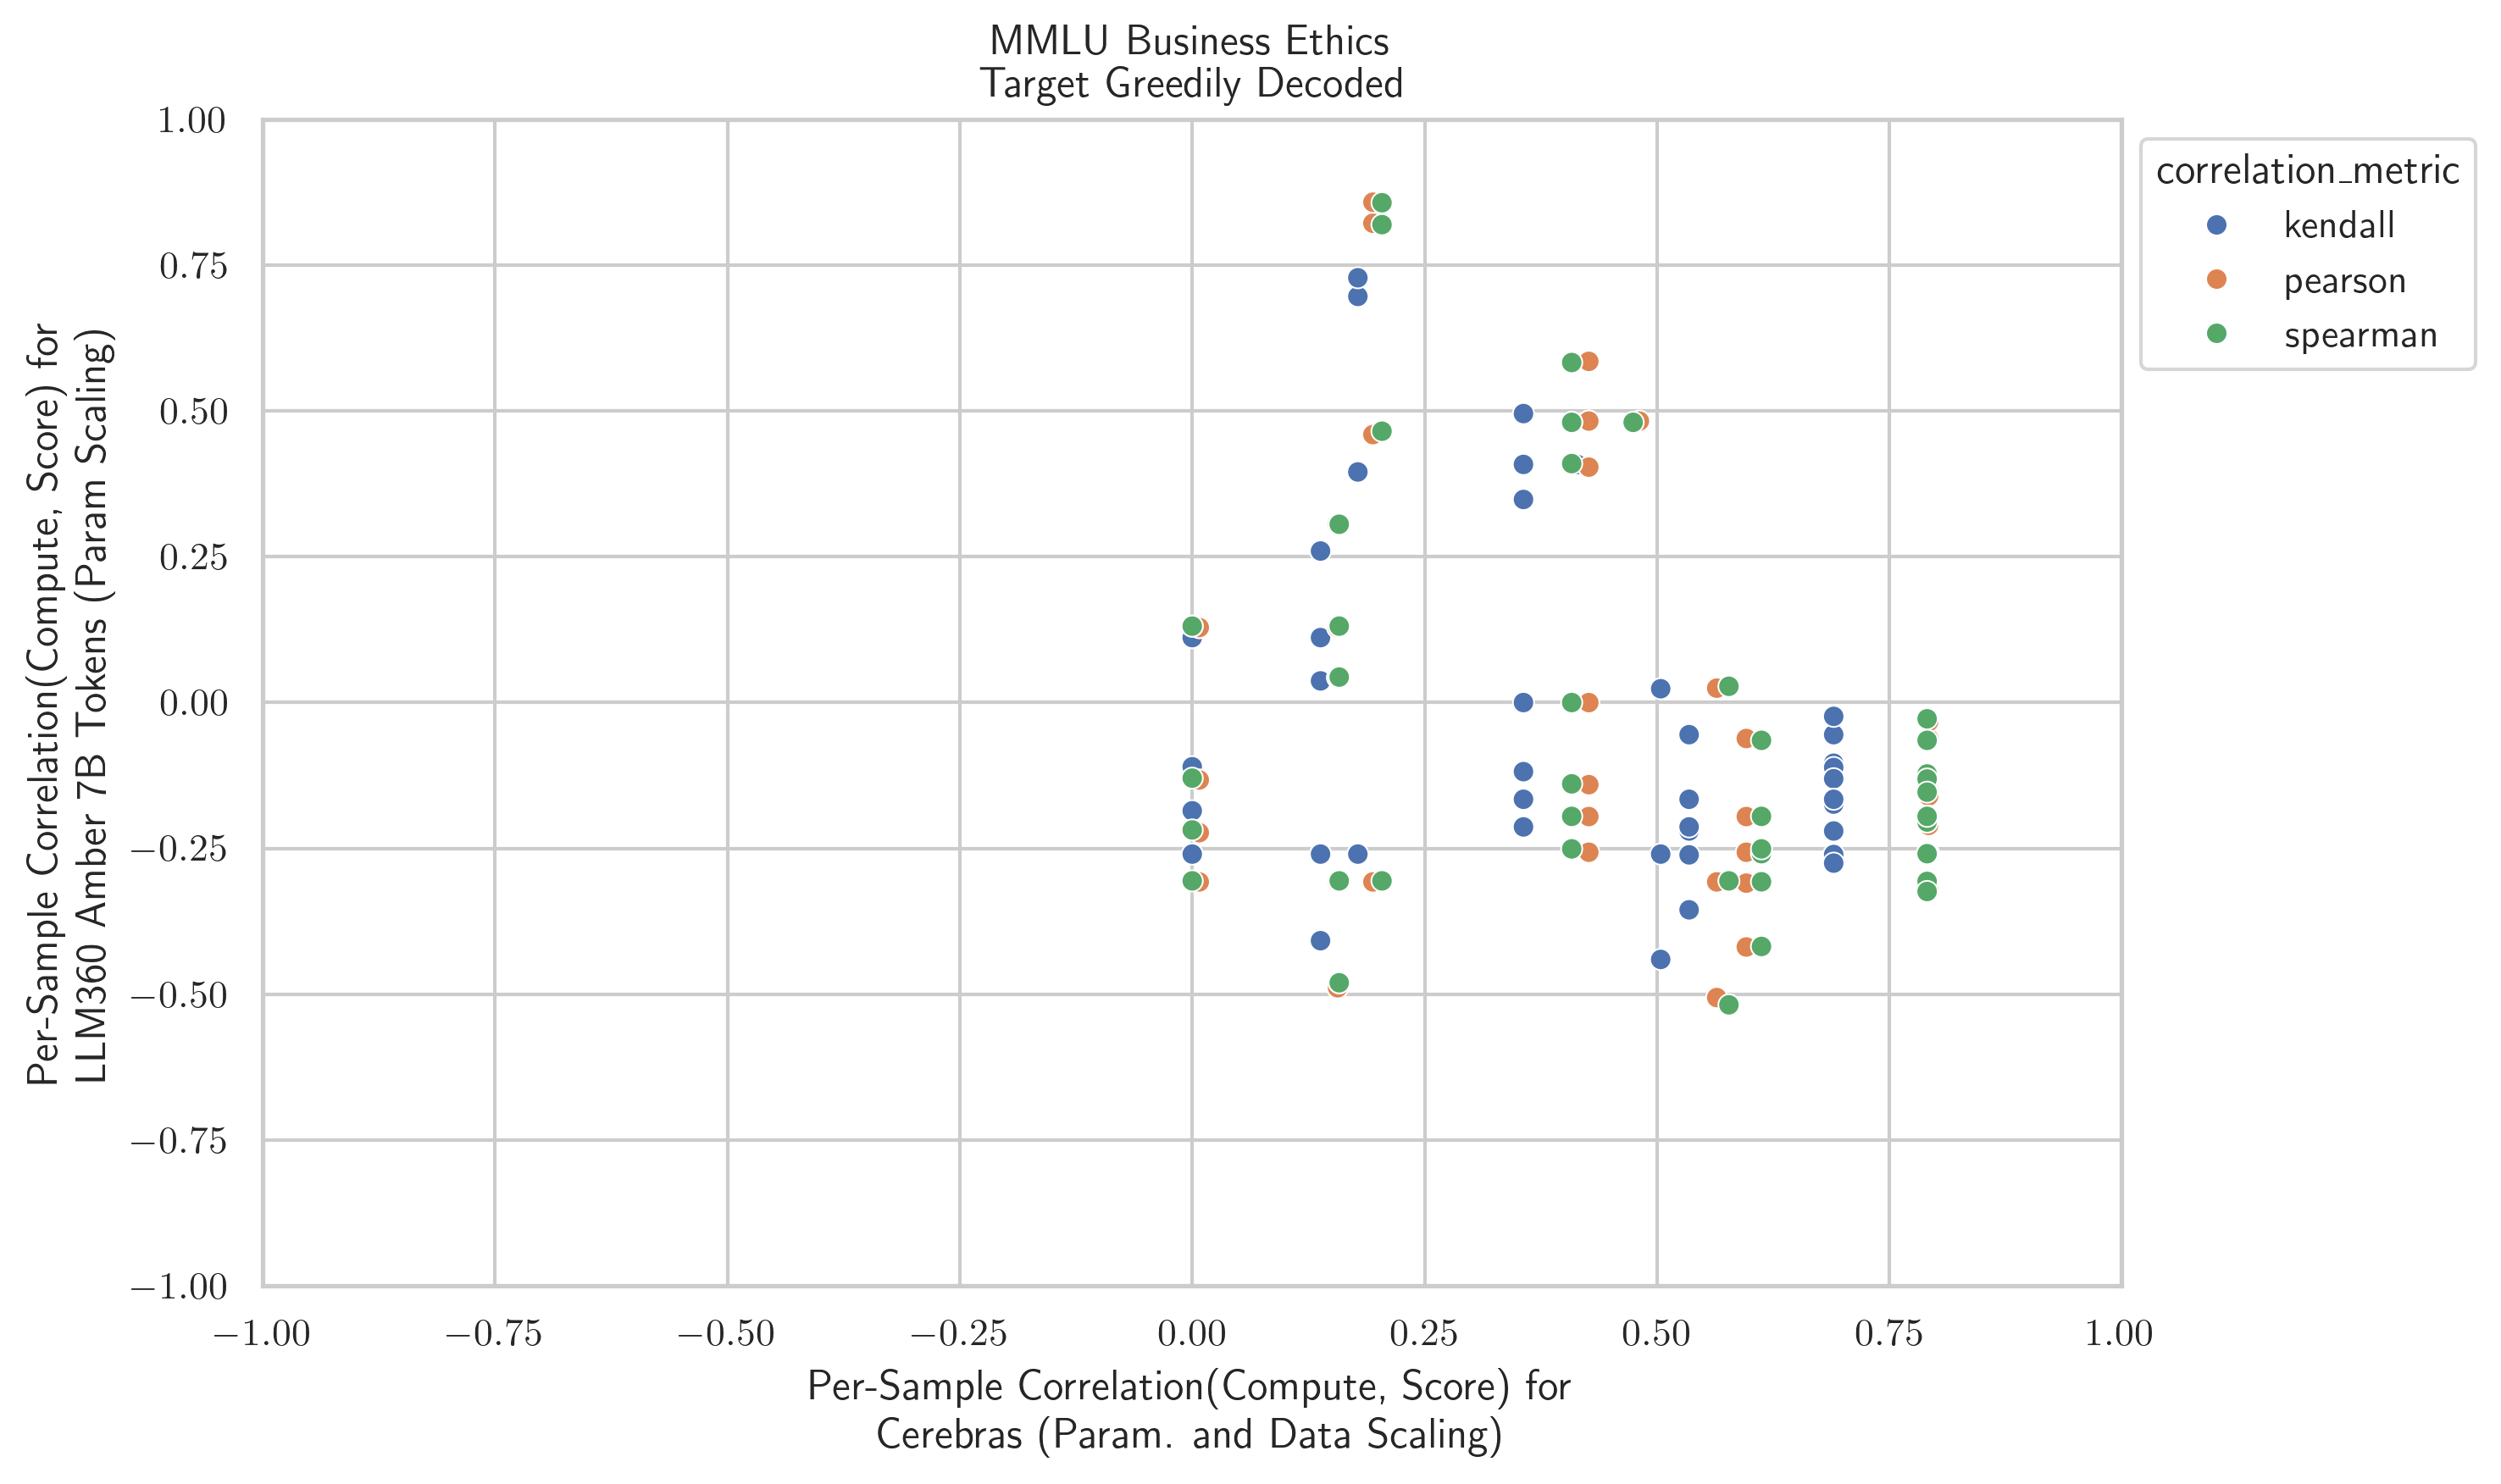 MMLU Business Ethics
Target Greedily Decoded
Per-Sample Correlation(Compute, Score) for
LLM360 Amber 7B Tokens (Param Scaling)
1.00
0.75
0.50
0.25
0.00
−0.25
−0.50
−0.75
−1.00
−1.00 −0.75 −0.50 −0.25 0.00 0.25 0.50 0.75 1.00
Per-Sample Correlation(Compute, Score) for
Cerebras (Param. and Data Scaling)
correlation_metric
kendall
pearson
spearman